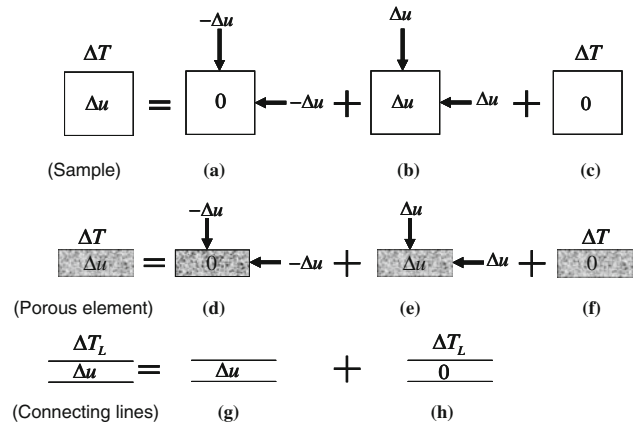 −Δu Δu
ΔT ΔT
Δu = 0 −Δu + Δu Δu + 0
(Sample) (a) (b) (c)
−Δu Δu
ΔT ΔT
Δu = 0 −Δu + Δu Δu + 0
(Porous element) (d) (e) (f)
ΔT_L ΔT_L
Δu = Δu + 0
(Connecting lines) (g) (h)